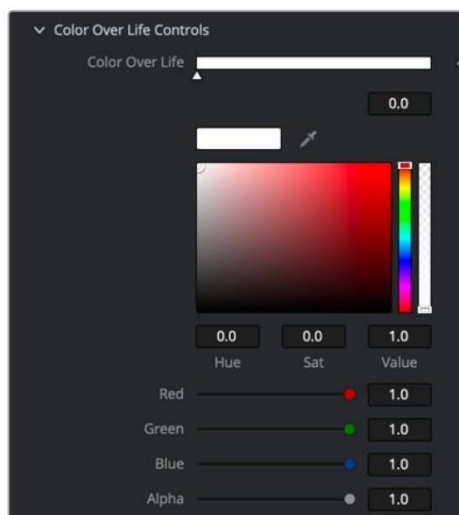 Color Over Life Controls
Color Over Life
0.0
0.0 0.0 1.0
Hue Sat Value
Red 1.0
Green 1.0
Blue 1.0
Alpha 1.0